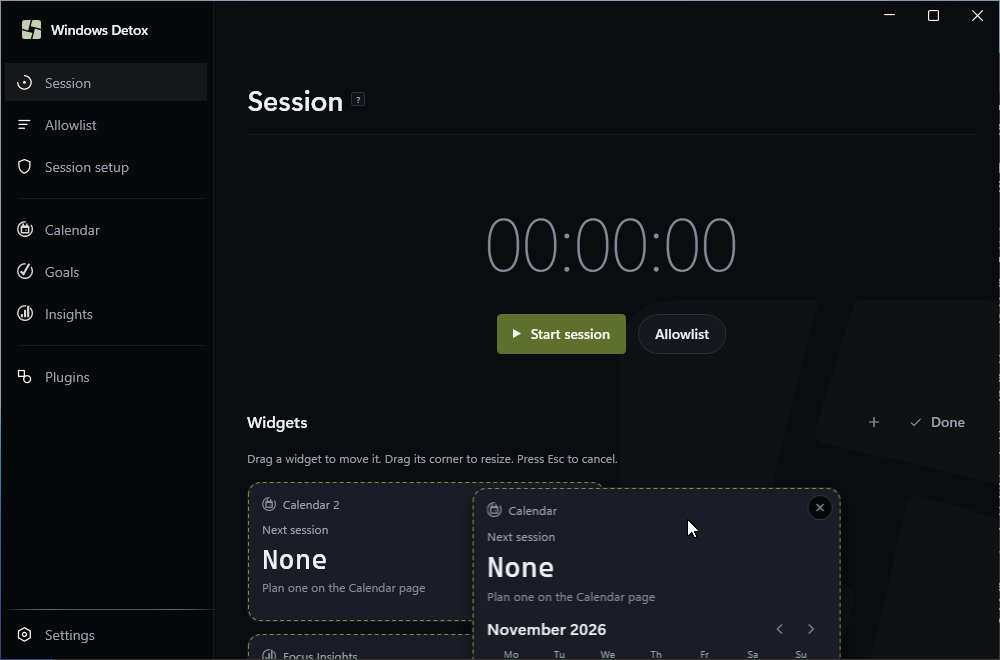 Windows Detox
Session
Allowlist
Session setup
Calendar
Goals
Insights
Plugins
Settings
Session ?
00:00:00
Start session
Allowlist
Widgets
Done
Drag a widget to move it. Drag its corner to resize. Press Esc to cancel.
Calendar 2
Next session
None
Plan one on the Calendar page
Focus Insights
Calendar
Next session
None
Plan one on the Calendar page
November 2026
Mo Tu We Th Fr Sa Su